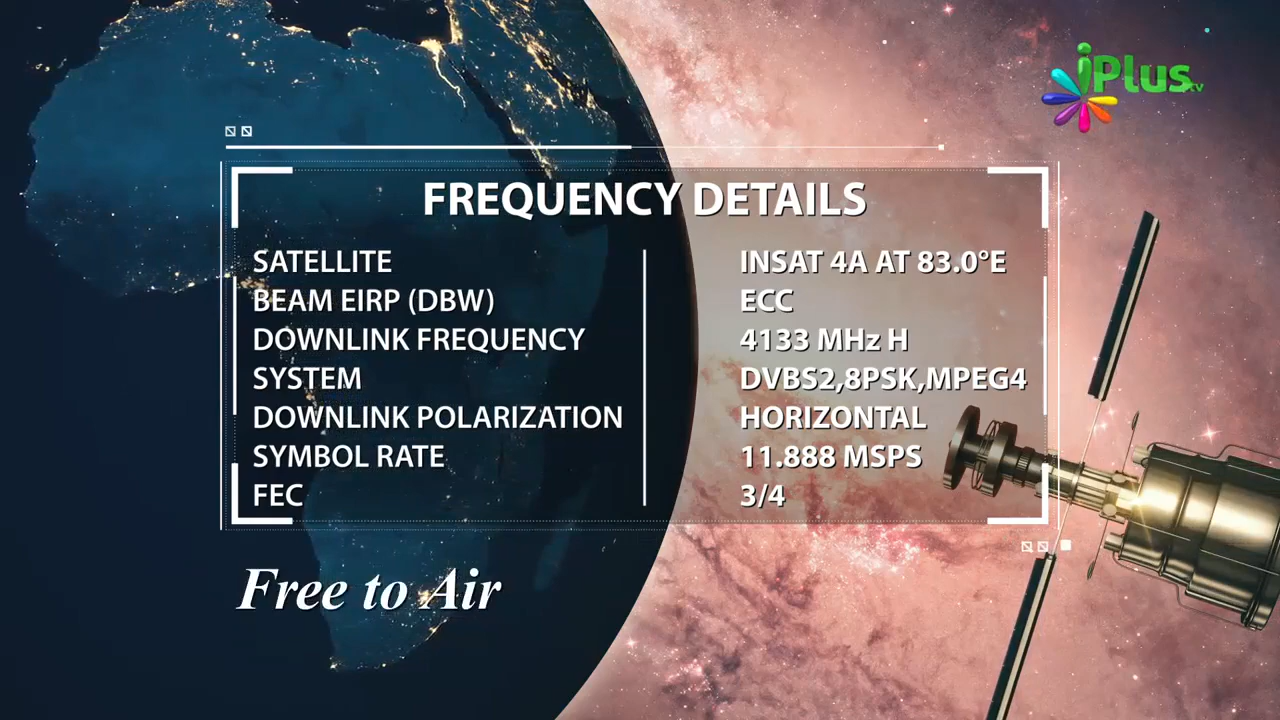 iPlus tv
FREQUENCY DETAILS
SATELLITE INSAT 4A AT 83.0°E
BEAM EIRP (DBW) ECC
DOWNLINK FREQUENCY 4133 MHz H
SYSTEM DVBS2,8PSK,MPEG4
DOWNLINK POLARIZATION HORIZONTAL
SYMBOL RATE 11.888 MSPS
FEC 3/4
Free to Air